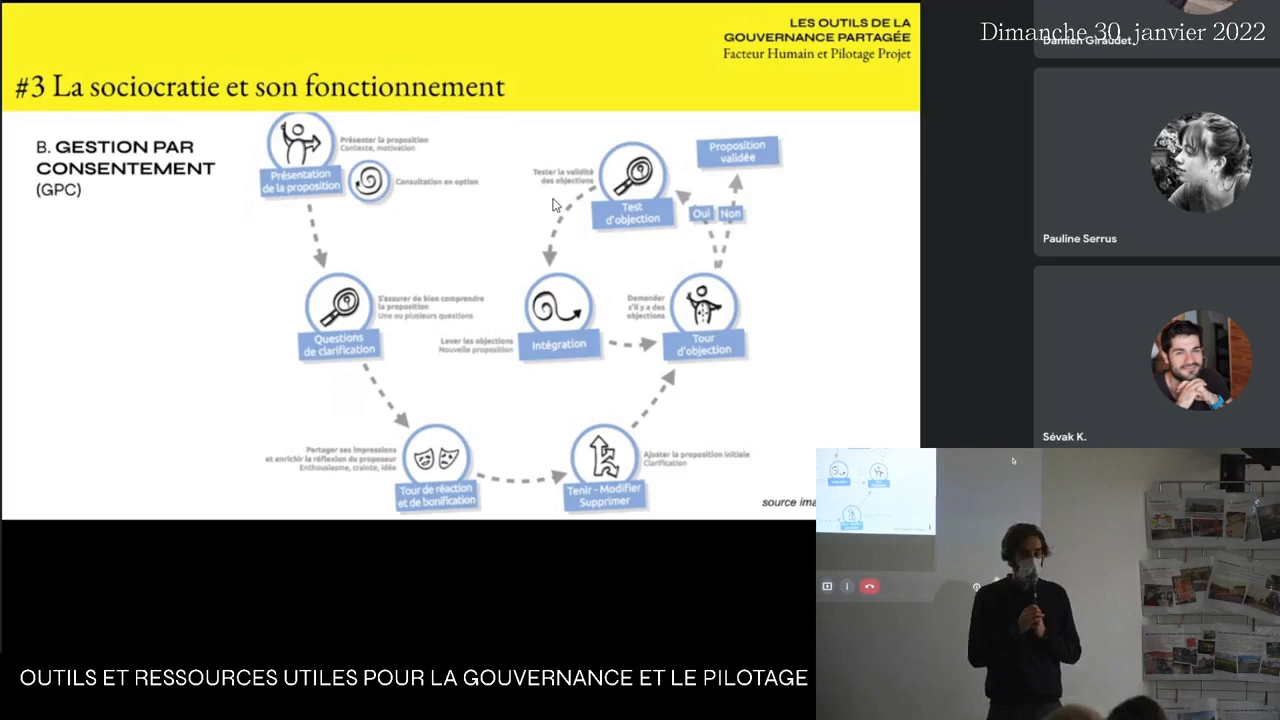 LES OUTILS DE LA
GOUVERNANCE PARTAGÉE
Facteur Humain et Pilotage Projet
#3 La sociocratie et son fonctionnement
Dimanche 30 janvier 2022
Damien Giraudet
B. GESTION PAR
CONSENTEMENT
(GPC)
Présenter la proposition
Contexte, motivation
Présentation
de la proposition
Consultation en option
Tester la validité
des objections
Test
d'objection
Proposition
validée
Oui
Non
Pauline Serrus
S'assurer de bien comprendre
la proposition
Une ou plusieurs questions
Questions
de clarification
Lever les objections
Nouvelle proposition
Intégration
Demander
s'il y a des
objections
Tour
d'objection
Sévak K.
Partager ses impressions
et enrichir la réflexion du proposeur
Enthousiasme, crainte, idée
Tour de réaction
et de bonification
Tenir - Modifier
Supprimer
Ajuster la proposition initiale
Clarification
source
OUTILS ET RESSOURCES UTILES POUR LA GOUVERNANCE ET LE PILOTAGE